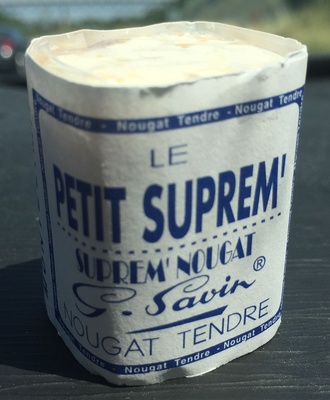 Nougat Tendre - Nougat Tendre
LE
PETIT SUPREM'
SUPREM' NOUGAT
G. Savin ®
NOUGAT TENDRE
Tendre - Nougat Tendre - Nougat